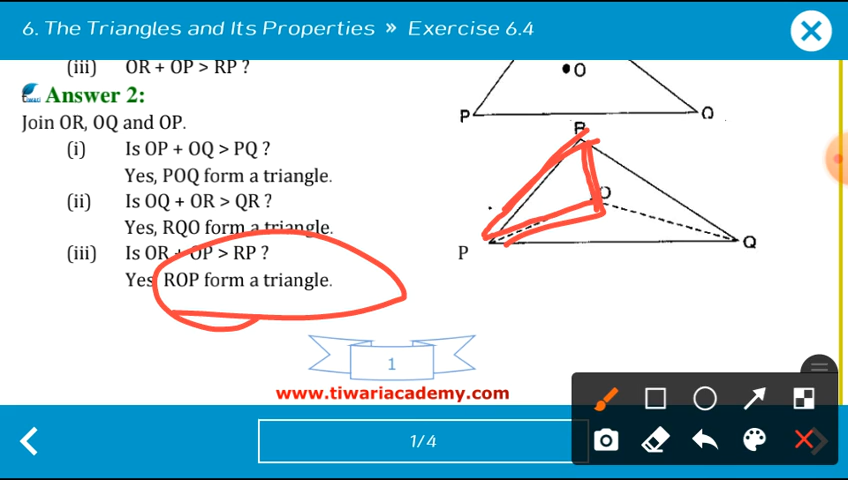 6. The Triangles and Its Properties » Exercise 6.4
(iii) OR + OP > RP ?
Answer 2:
Join OR, OQ and OP.
(i) Is OP + OQ > PQ ?
Yes, POQ form a triangle.
(ii) Is OQ + OR > QR ?
Yes, RQO form a triangle.
(iii) Is OR + OP > RP ?
Yes, ROP form a triangle.
O
P
Q
R
O
P
Q
1
www.tiwariacademy.com
1/4